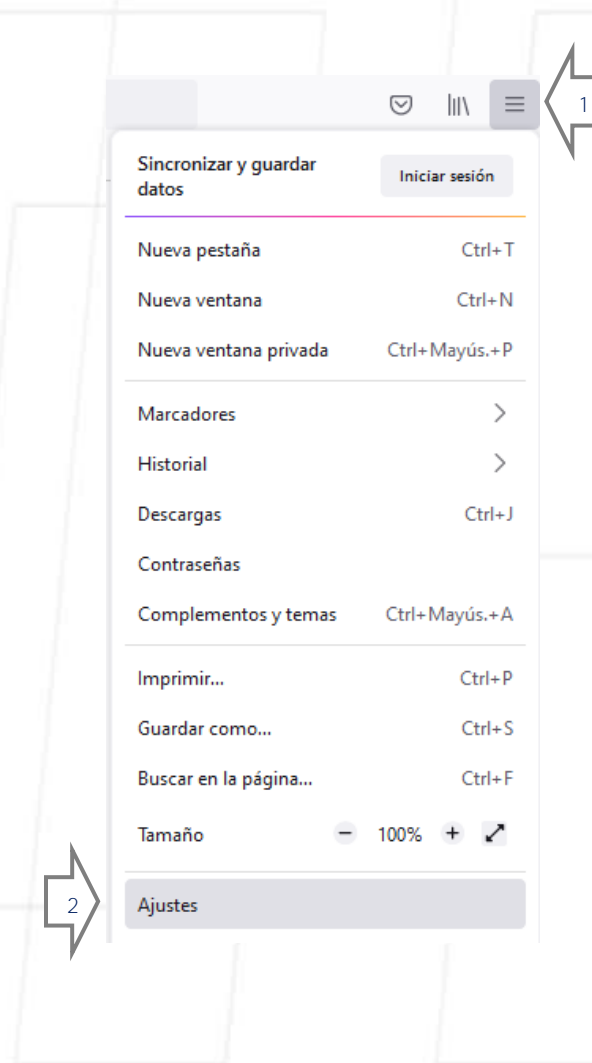 1
Sincronizar y guardar
datos
Iniciar sesión
Nueva pestaña Ctrl+T
Nueva ventana Ctrl+N
Nueva ventana privada Ctrl+Mayús.+P
Marcadores
Historial
Descargas Ctrl+J
Contraseñas
Complementos y temas Ctrl+Mayús.+A
Imprimir... Ctrl+P
Guardar como... Ctrl+S
Buscar en la página... Ctrl+F
Tamaño − 100% +
2 Ajustes